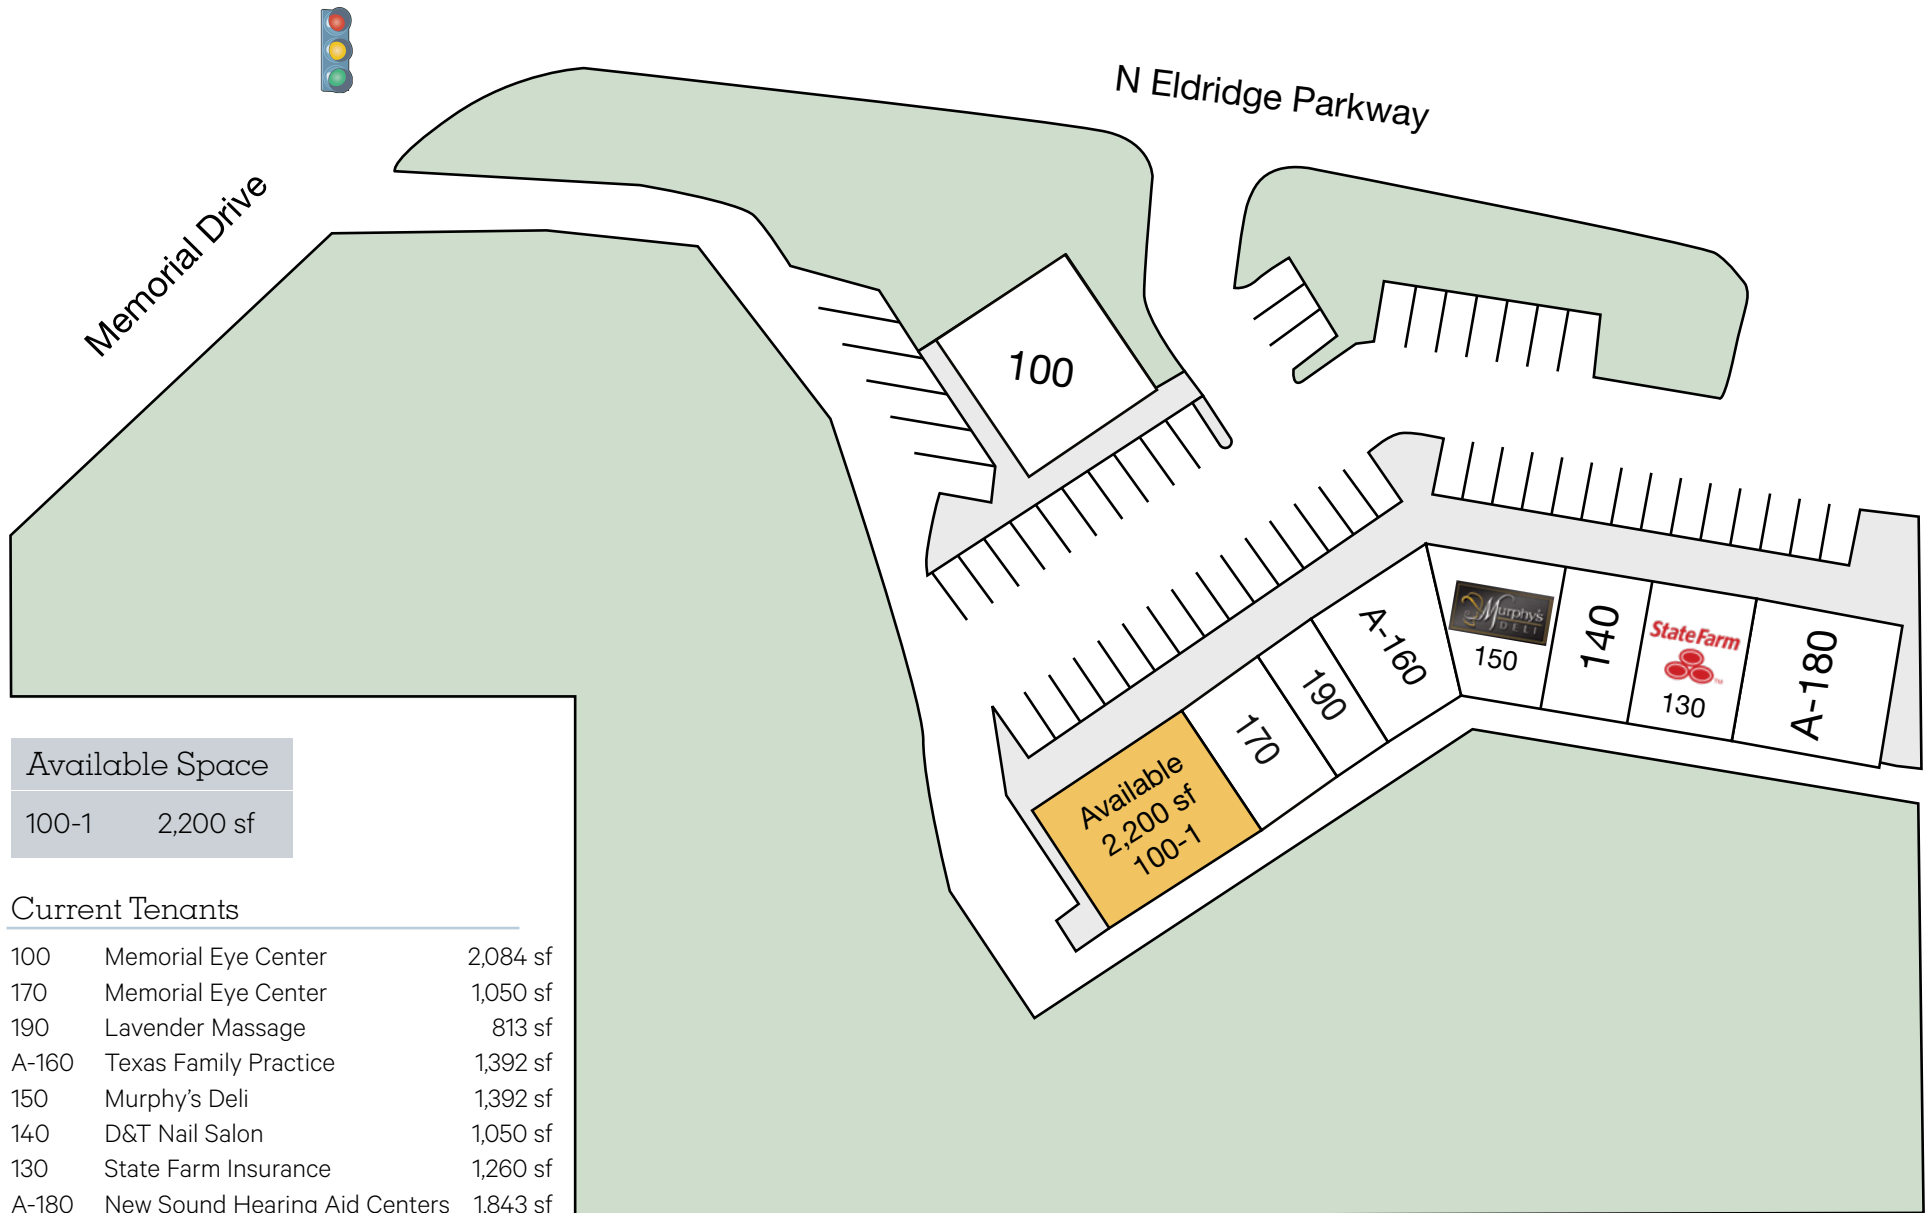 N Eldridge Parkway
Memorial Drive
100
A-160
Murphy's
DELI
150
140
StateFarm
TM
130
A-180
190
170
Available
2,200 sf
100-1
Available Space
100-1 2,200 sf
Current Tenants
100 Memorial Eye Center 2,084 sf
170 Memorial Eye Center 1,050 sf
190 Lavender Massage 813 sf
A-160 Texas Family Practice 1,392 sf
150 Murphy’s Deli 1,392 sf
140 D&T Nail Salon 1,050 sf
130 State Farm Insurance 1,260 sf
A-180 New Sound Hearing Aid Centers 1,843 sf